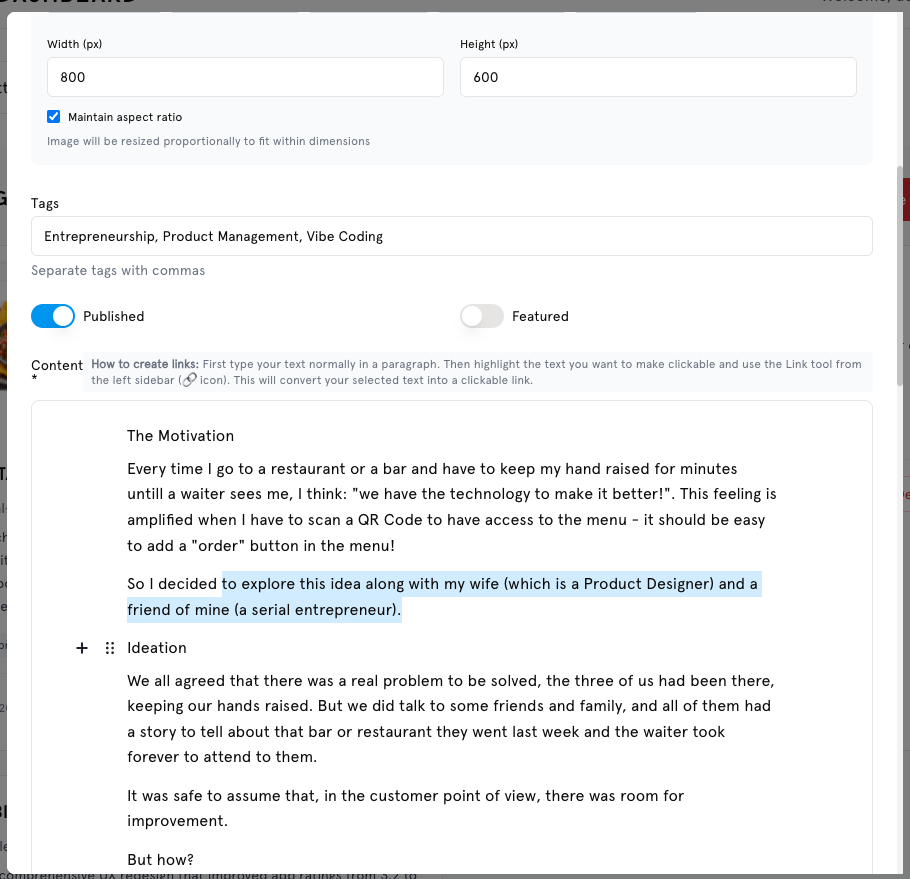 Width (px)
Height (px)
800
600
Maintain aspect ratio
Image will be resized proportionally to fit within dimensions
Tags
Entrepreneurship, Product Management, Vibe Coding
Separate tags with commas
Published
Featured
Content
*
How to create links: First type your text normally in a paragraph. Then highlight the text you want to make clickable and use the Link tool from
the left sidebar (🔗 icon). This will convert your selected text into a clickable link.
The Motivation
Every time I go to a restaurant or a bar and have to keep my hand raised for minutes
untill a waiter sees me, I think: "we have the technology to make it better!". This feeling is
amplified when I have to scan a QR Code to have access to the menu - it should be easy
to add a "order" button in the menu!
So I decided to explore this idea along with my wife (which is a Product Designer) and a
friend of mine (a serial entrepreneur).
Ideation
We all agreed that there was a real problem to be solved, the three of us had been there,
keeping our hands raised. But we did talk to some friends and family, and all of them had
a story to tell about that bar or restaurant they went last week and the waiter took
forever to attend to them.
It was safe to assume that, in the customer point of view, there was room for
improvement.
But how?